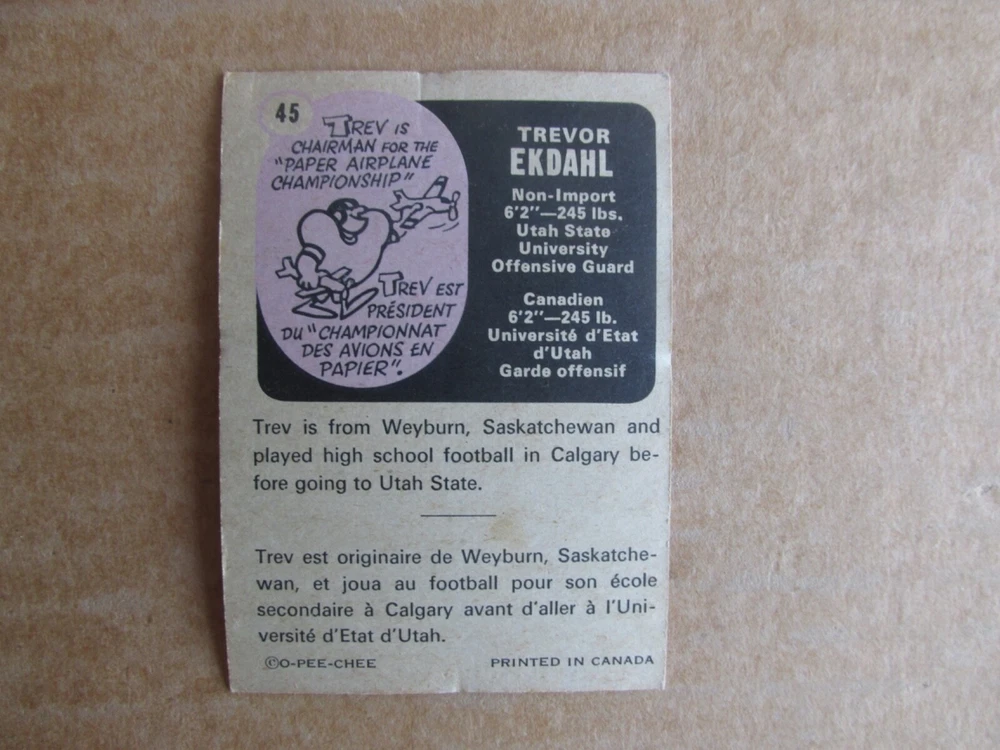 45
TREV IS
CHAIRMAN FOR THE
"PAPER AIRPLANE
CHAMPIONSHIP"
TREV EST
PRÉSIDENT
DU "CHAMPIONNAT
DES AVIONS EN
PAPIER".
TREVOR
EKDAHL
Non-Import
6'2"—245 lbs.
Utah State
University
Offensive Guard
Canadien
6'2"—245 lb.
Université d'Etat
d'Utah
Garde offensif
Trev is from Weyburn, Saskatchewan and
played high school football in Calgary be-
fore going to Utah State.
Trev est originaire de Weyburn, Saskatche-
wan, et joua au football pour son école
secondaire à Calgary avant d'aller à l'Uni-
versité d'Etat d'Utah.
©O-PEE-CHEE
PRINTED IN CANADA